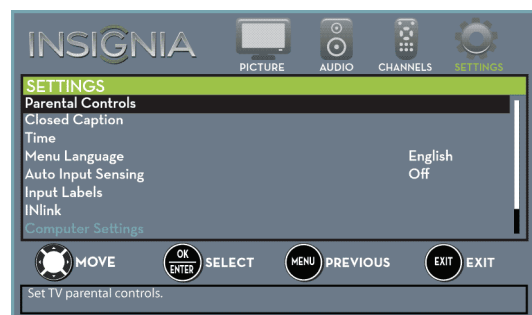 INSIGNIA
PICTURE AUDIO CHANNELS SETTINGS
SETTINGS
Parental Controls
Closed Caption
Time
Menu Language English
Auto Input Sensing Off
Input Labels
INlink
Computer Settings
MOVE OK ENTER SELECT MENU PREVIOUS EXIT EXIT
Set TV parental controls.